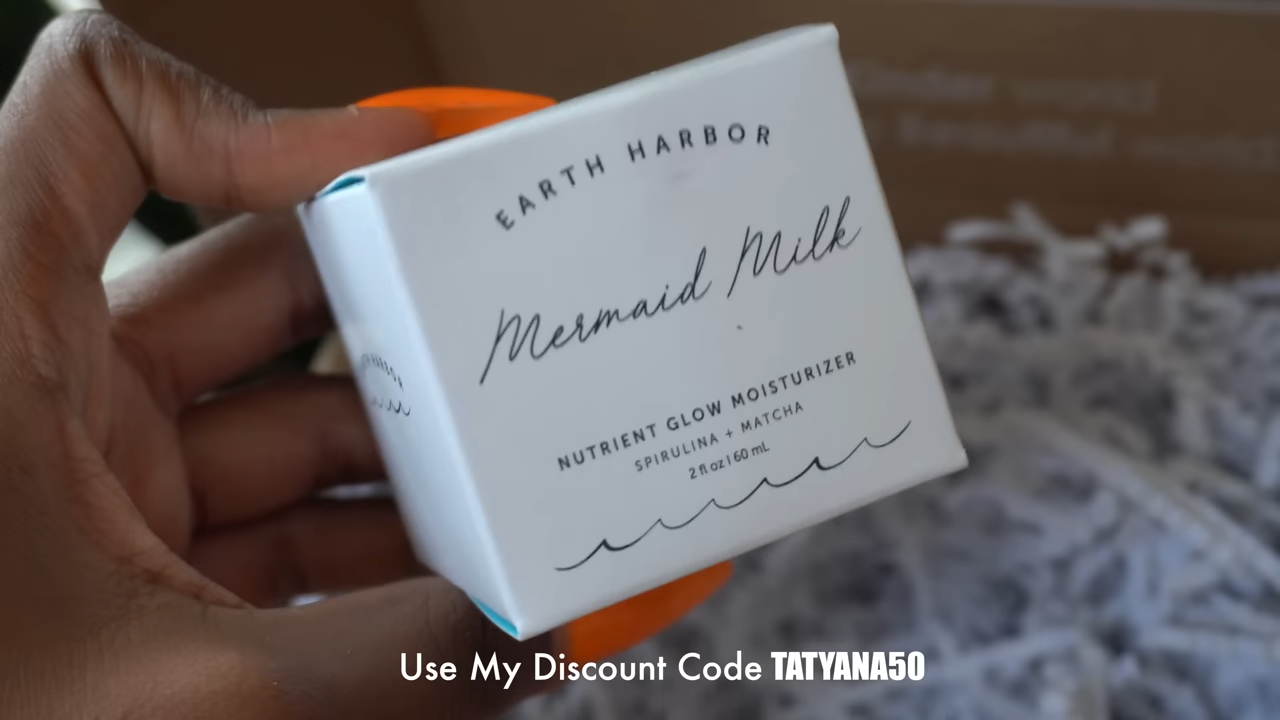 EARTH HARBOR
Mermaid Milk
NUTRIENT GLOW MOISTURIZER
SPIRULINA + MATCHA
2 fl oz | 60 mL
HARBOR
Use My Discount Code TATYANA50